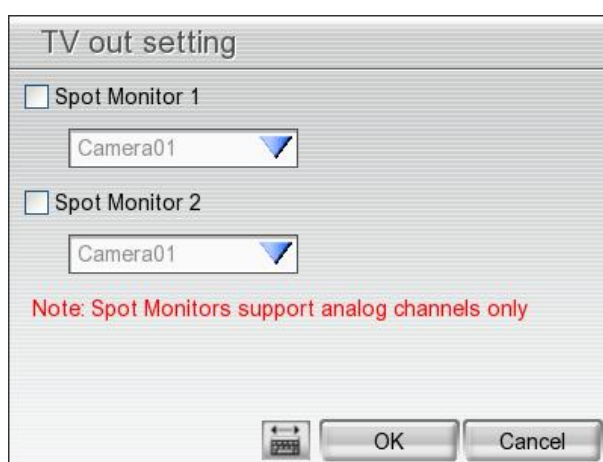 TV out setting
Spot Monitor 1
Camera01
Spot Monitor 2
Camera01
Note: Spot Monitors support analog channels only
OK
Cancel